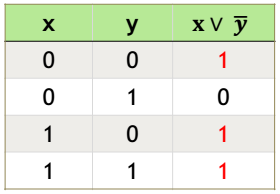 x y x ∨ y̅
0 0 1
0 1 0
1 0 1
1 1 1